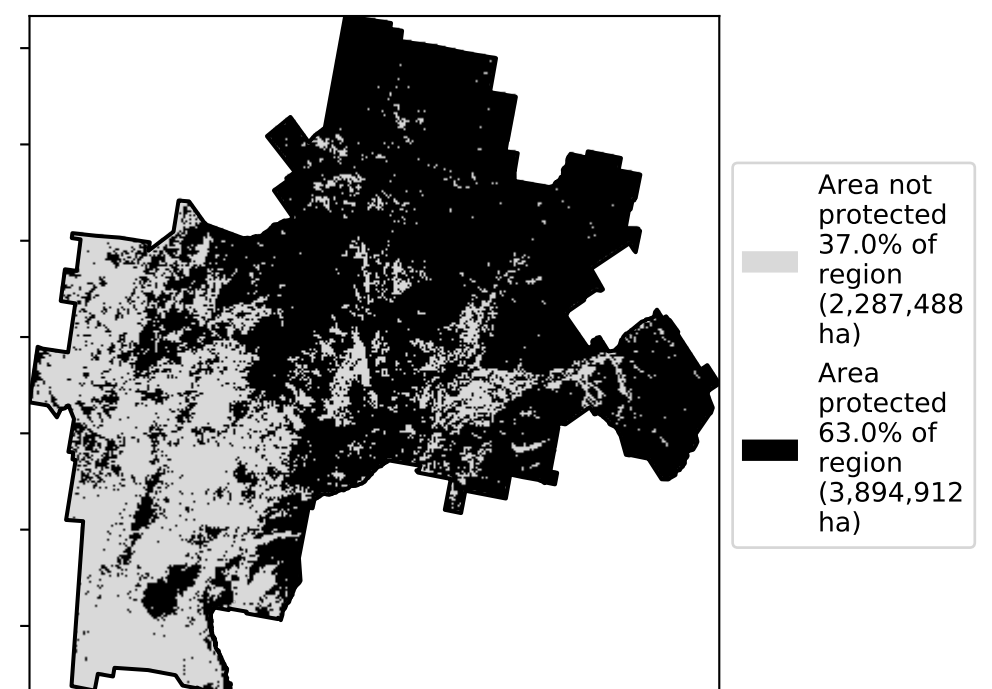 Area not
protected
37.0% of
region
(2,287,488
ha)
Area
protected
63.0% of
region
(3,894,912
ha)